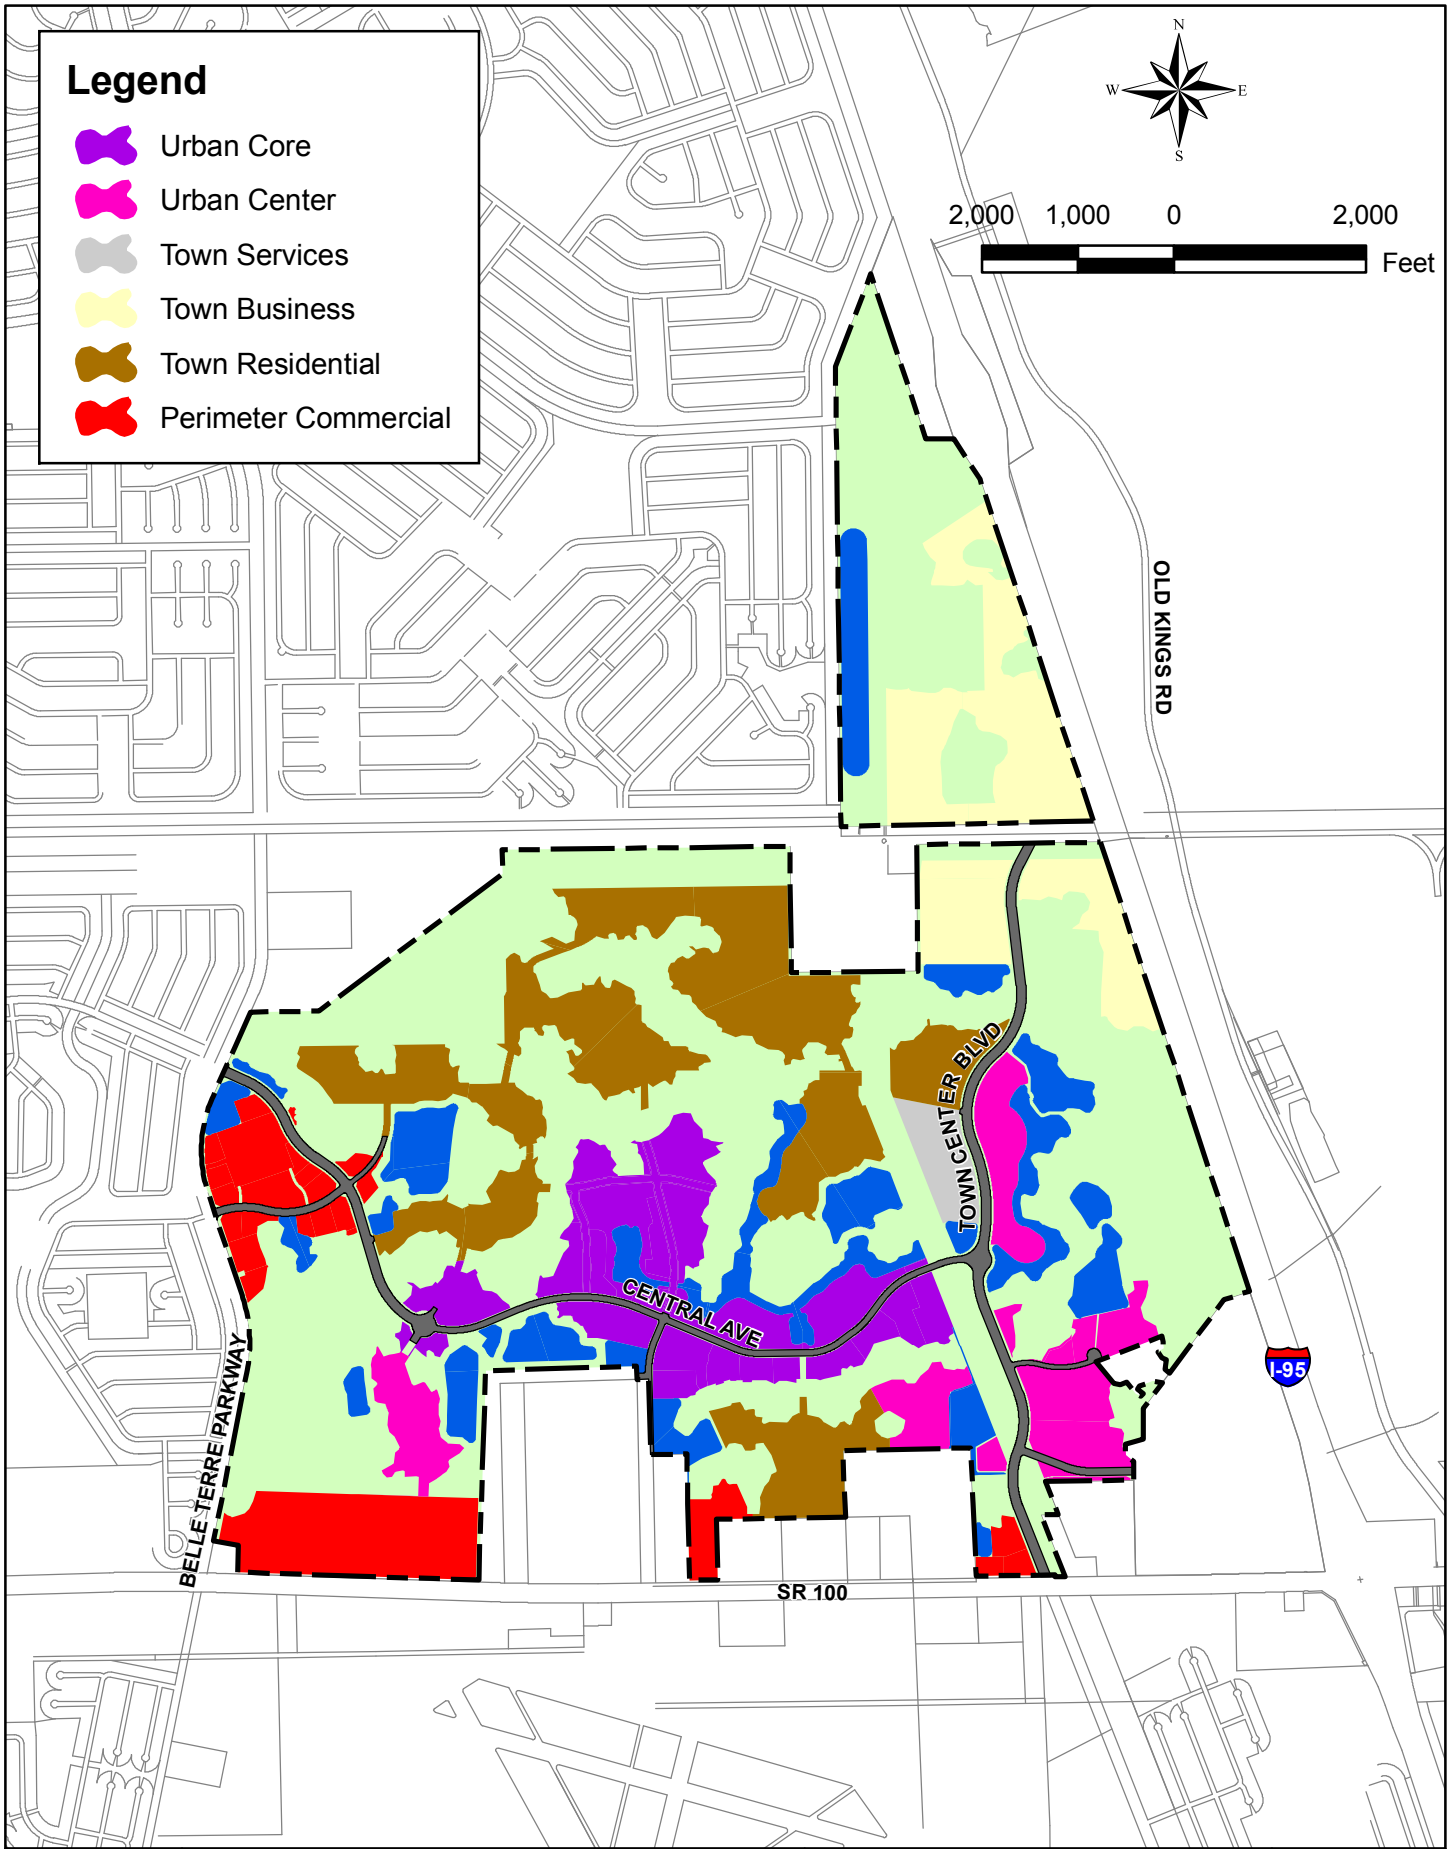 Legend
Urban Core
Urban Center
Town Services
Town Business
Town Residential
Perimeter Commercial
N
W E
S
2,000 1,000 0 2,000
Feet
OLD KINGS RD
TOWN CENTER BLVD
CENTRAL AVE
BELLE TERRE PARKWAY
I-95
SR 100